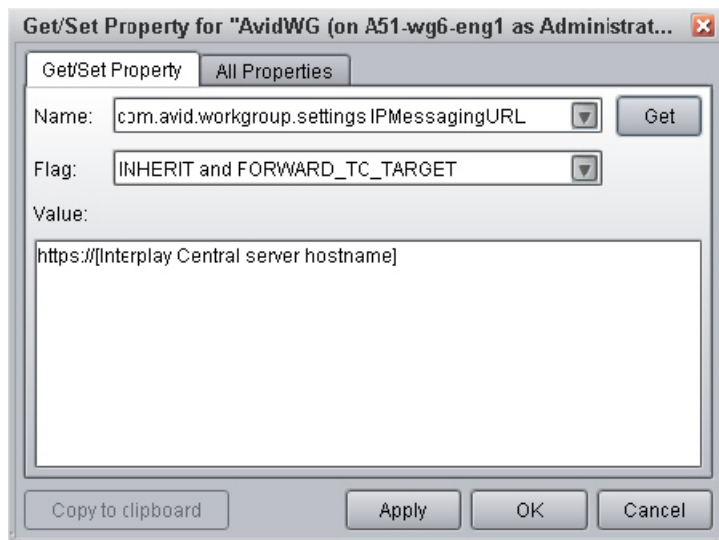 Get/Set Property for "AvidWG (on A51-wg6-eng1 as Administrat...
Get/Set Property All Properties
Name: com.avid.workgroup.settings.IPMessagingURL Get
Flag: INHERIT and FORWARD_TO_TARGET
Value:
https://[Interplay Central server hostname]
Copy to clipboard Apply OK Cancel